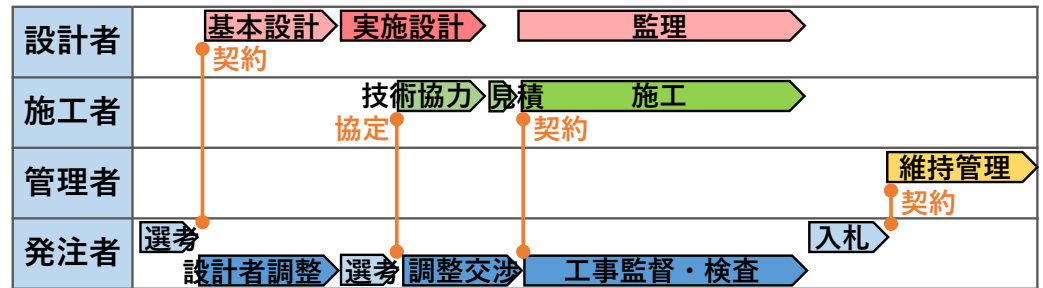 設計者
基本設計
実施設計
監理
契約
施工者
技術協力
見積
施工
協定
契約
管理者
維持管理
契約
発注者
選考
入札
設計者調整
選考
調整交渉
工事監督・検査